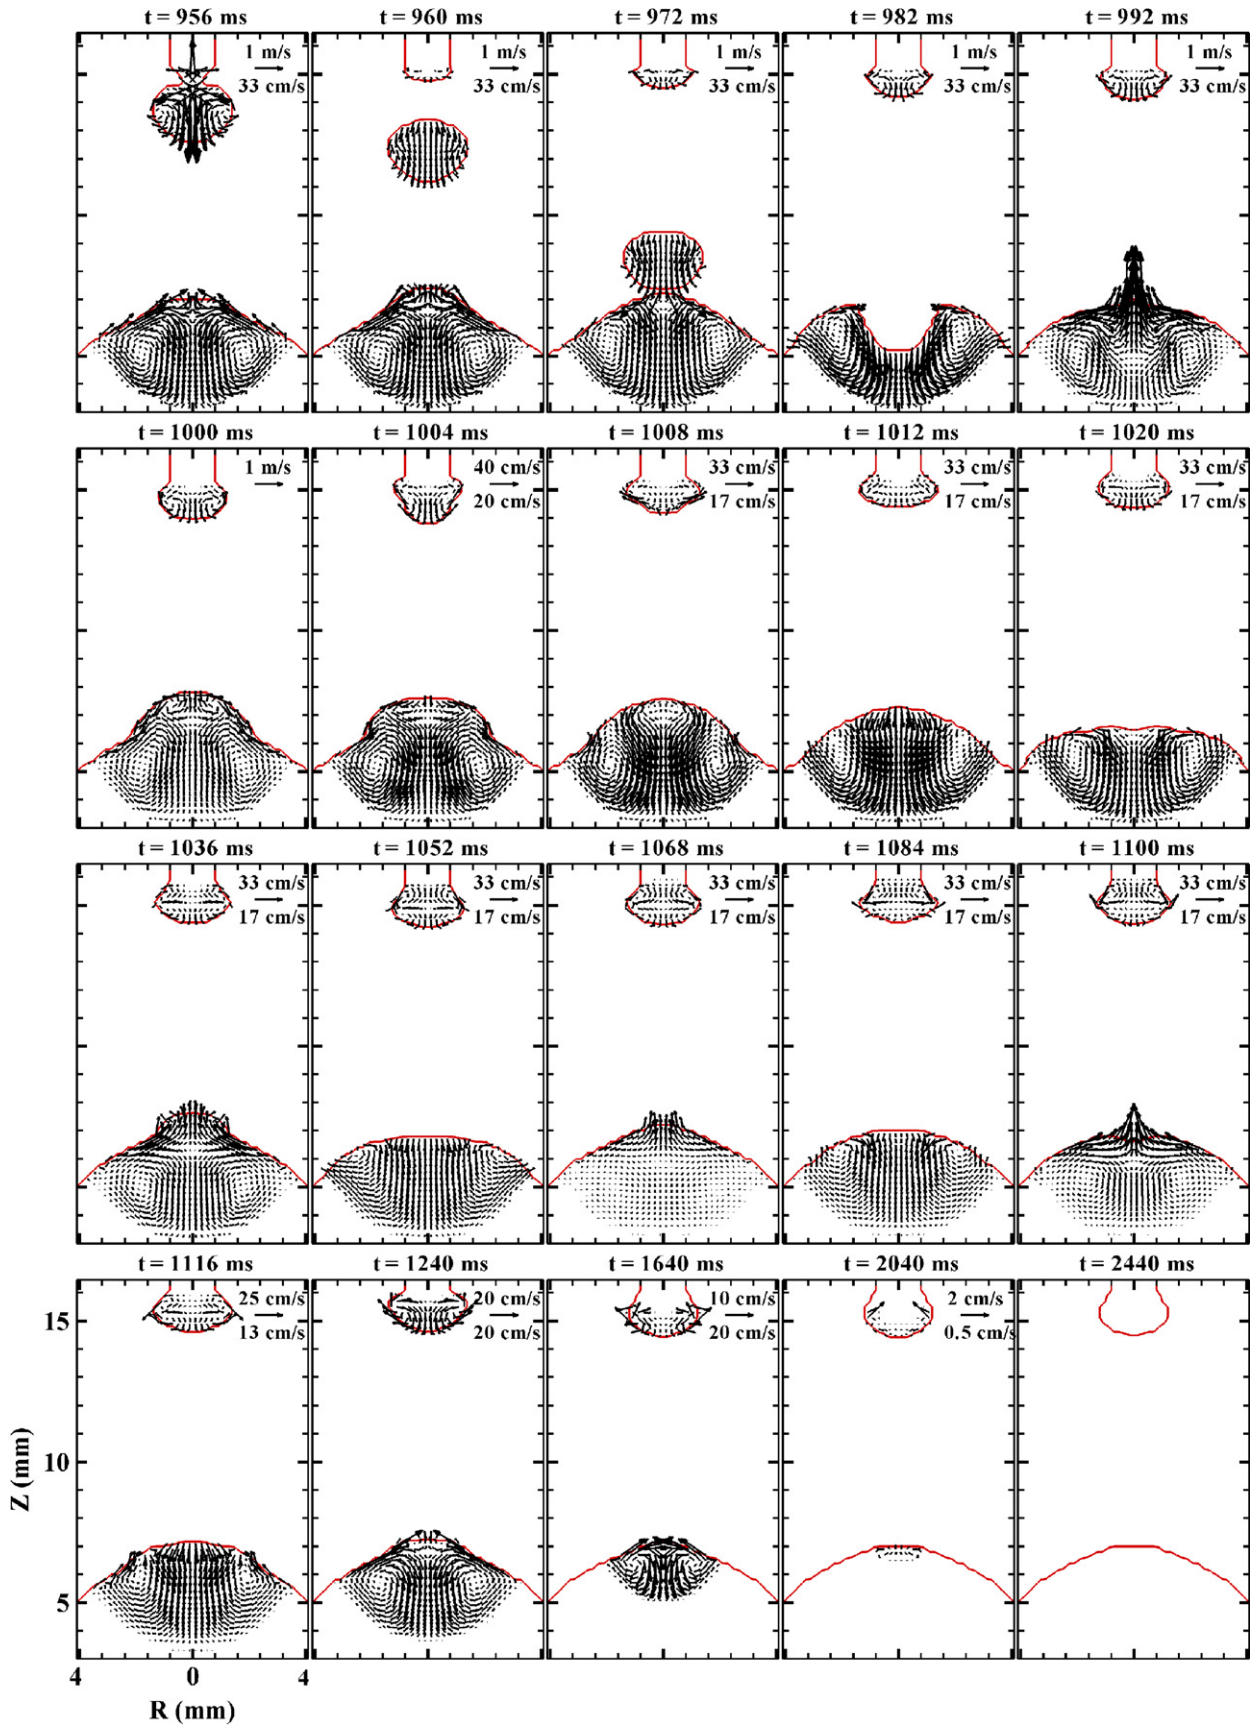 t = 956 ms t = 960 ms t = 972 ms t = 982 ms t = 992 ms
1 m/s 1 m/s 1 m/s 1 m/s 1 m/s
33 cm/s 33 cm/s 33 cm/s 33 cm/s 33 cm/s
t = 1000 ms t = 1004 ms t = 1008 ms t = 1012 ms t = 1020 ms
1 m/s 40 cm/s 33 cm/s 33 cm/s 33 cm/s
20 cm/s 17 cm/s 17 cm/s 17 cm/s
t = 1036 ms t = 1052 ms t = 1068 ms t = 1084 ms t = 1100 ms
33 cm/s 33 cm/s 33 cm/s 33 cm/s 33 cm/s
17 cm/s 17 cm/s 17 cm/s 17 cm/s 17 cm/s
t = 1116 ms t = 1240 ms t = 1640 ms t = 2040 ms t = 2440 ms
25 cm/s 20 cm/s 10 cm/s 2 cm/s
15 13 cm/s 20 cm/s 20 cm/s 0.5 cm/s
10
Z (mm)
5
4 0 4
R (mm)